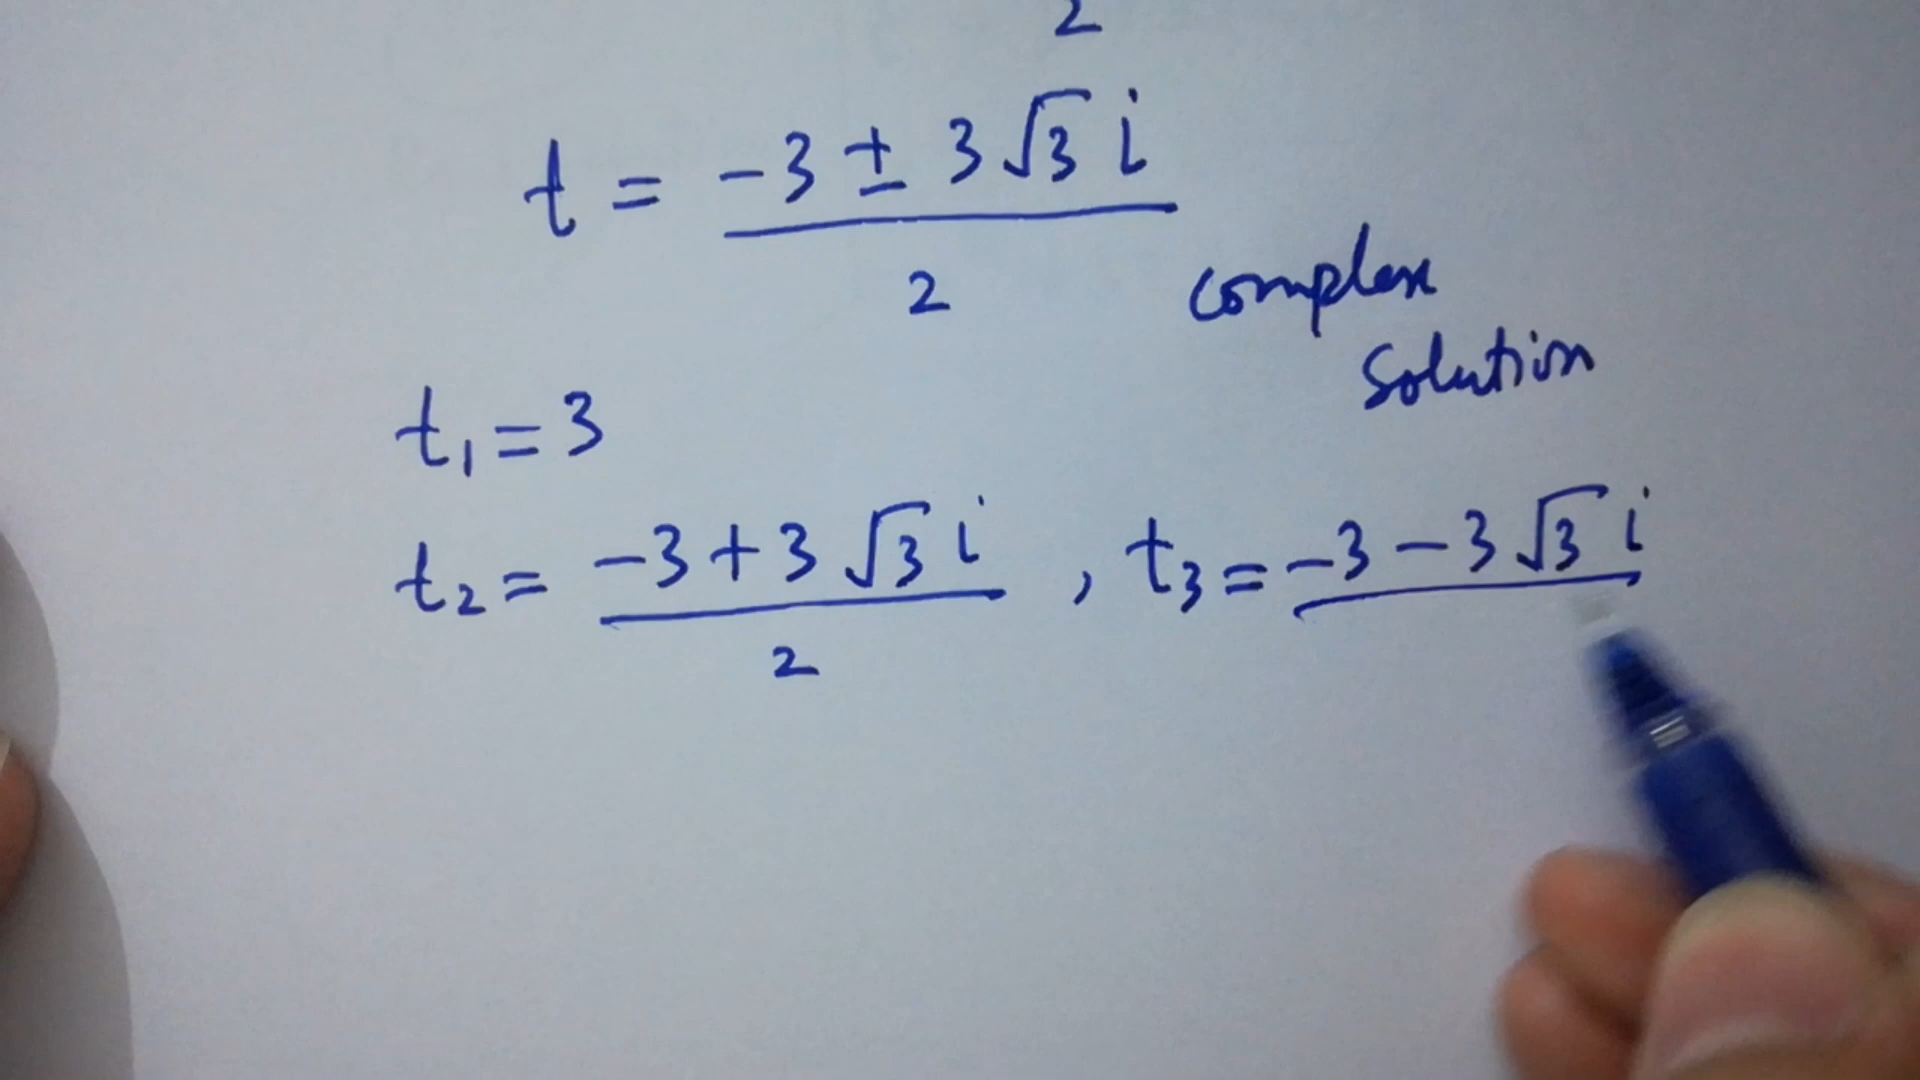 2
t = -3 ± 3√3 i
2
complex
solution
t₁ = 3
t₂ = -3 + 3√3 i , t₃ = -3 - 3√3 i
2